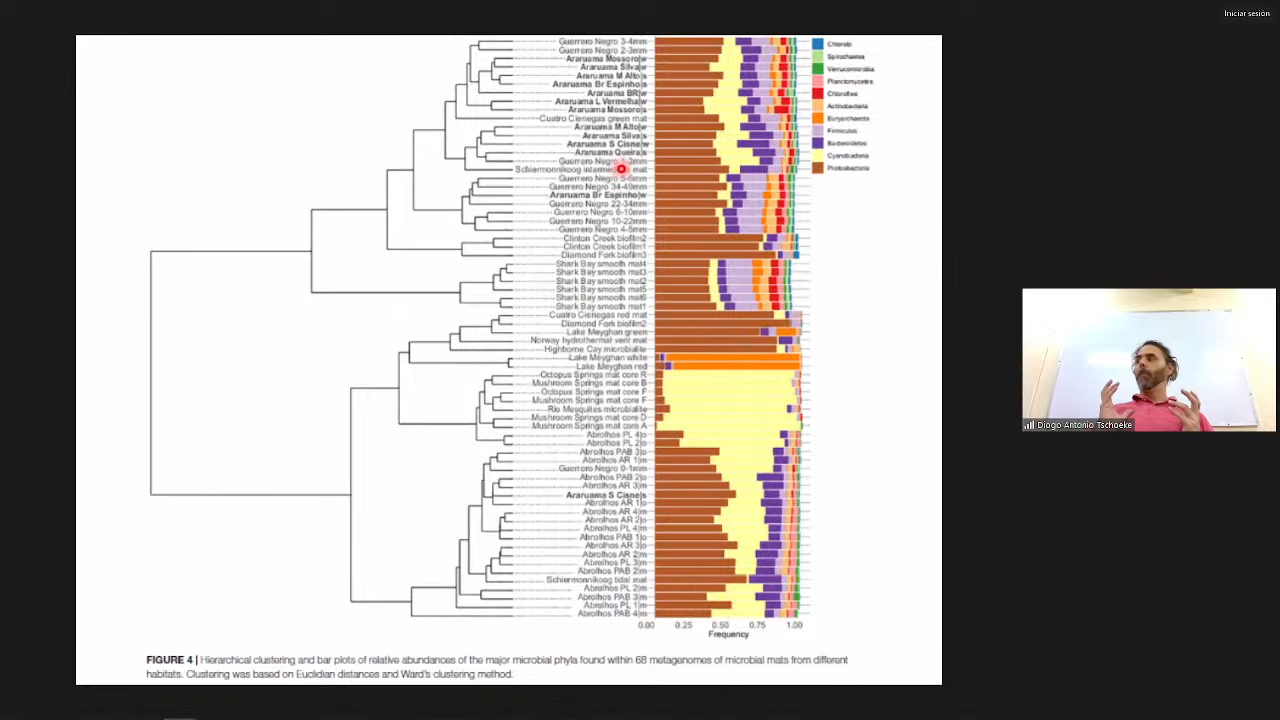 Iniciar sesión
Guerrero Negro 3-4mm
Guerrero Negro 2-3mm
Araruama Mossoro|w
Araruama Silva|w
Araruama M Alto|s
Araruama Br Espinho|s
Araruama BR|w
Araruama L Vermelha|w
Araruama Mossoro|s
Cuatro Cienegas green mat
Araruama M Alto|w
Araruama Silva|s
Araruama S Cisne|w
Araruama Queira|s
Guerrero Negro 1-2mm
Schiermonnikoog mat
Guerrero Negro 5-6mm
Guerrero Negro 34-49mm
Araruama Br Espinho|w
Guerrero Negro 22-34mm
Guerrero Negro 6-10mm
Guerrero Negro 10-22mm
Guerrero Negro 4-5mm
Clinton Creek biofilm2
Clinton Creek biofilm1
Diamond Fork biofilm3
Shark Bay smooth mat4
Shark Bay smooth mat3
Shark Bay smooth mat2
Shark Bay smooth mat5
Shark Bay smooth mat6
Shark Bay smooth mat1
Cuatro Cienegas red mat
Diamond Fork biofilm2
Lake Meyghan green
Norway hydrothermal vent mat
Highborne Cay microbialite
Lake Meyghan white
Lake Meyghan red
Octopus Springs mat core R
Mushroom Springs mat core B
Octopus Springs mat core F
Mushroom Springs mat core F
Rio Mesquites microbialite
Mushroom Springs mat core D
Mushroom Springs mat core A
Abrolhos PL 4|o
Abrolhos PL 2|o
Abrolhos PAB 3|o
Abrolhos AR 1|m
Guerrero Negro 0-1mm
Abrolhos PAB 2|o
Abrolhos AR 3|m
Araruama S Cisne|s
Abrolhos AR 1|o
Abrolhos AR 4|m
Abrolhos AR 2|o
Abrolhos PL 4|m
Abrolhos PAB 1|o
Abrolhos AR 3|o
Abrolhos AR 2|m
Abrolhos PL 3|m
Abrolhos PAB 2|m
Schiermonnikoog tidal mat
Abrolhos PL 2|m
Abrolhos PAB 3|m
Abrolhos PL 1|m
Abrolhos PAB 4|m
0.00 0.25 0.50 0.75 1.00
Frequency
Chlorobi
Spirochaetes
Verrucomicrobia
Planctomycetes
Chloroflexi
Actinobacteria
Euryarchaeota
Firmicutes
Bacteroidetes
Cyanobacteria
Proteobacteria
FIGURE 4 | Hierarchical clustering and bar plots of relative abundances of the major microbial phyla found within 68 metagenomes of microbial mats from different
habitats. Clustering was based on Euclidian distances and Ward's clustering method.
Diogo Antonio Tschoeke